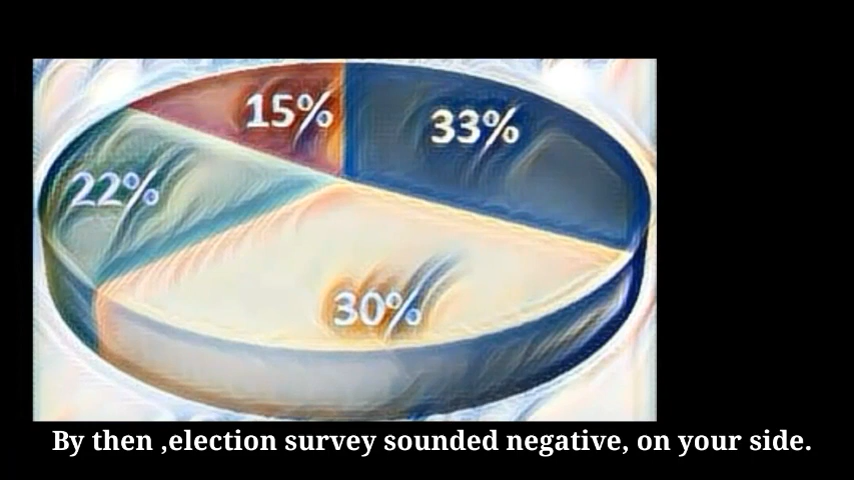 15%
33%
22%
30%
By then ,election survey sounded negative, on your side.